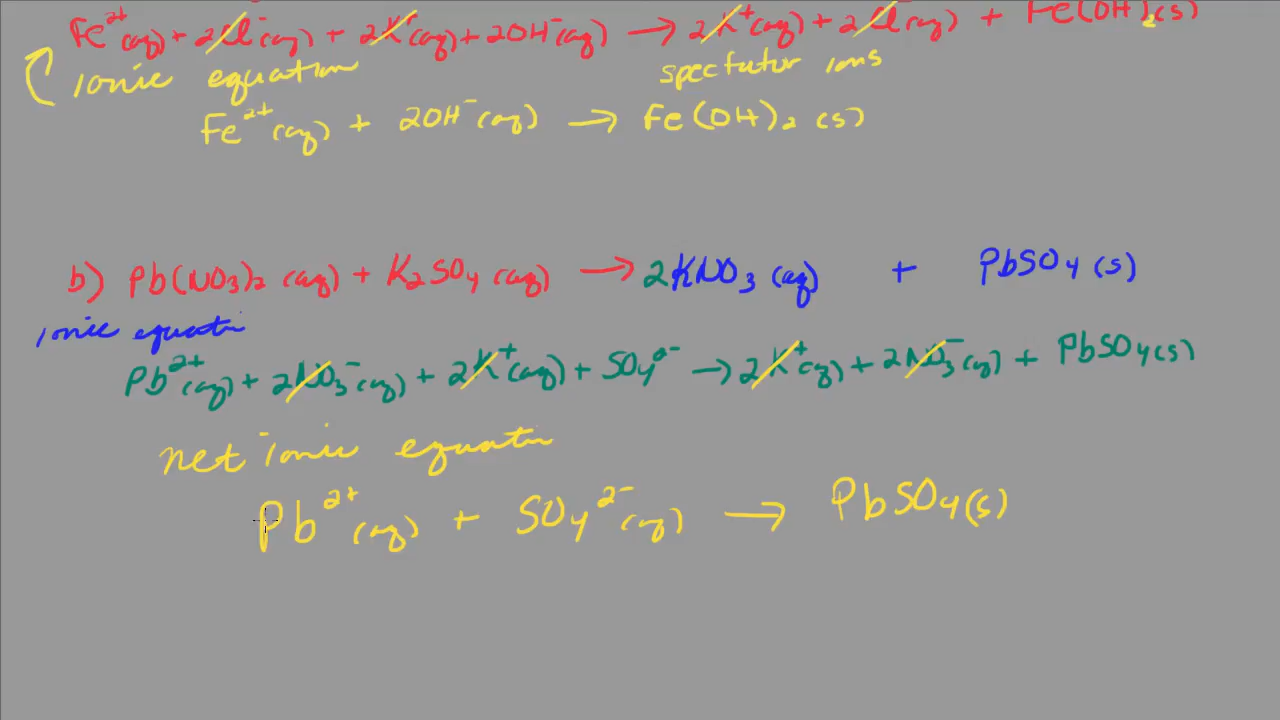 Fe²⁺(aq) + 2Cl⁻(aq) + 2K⁺(aq) + 2OH⁻(aq) → 2K⁺(aq) + 2Cl⁻(aq) + Fe(OH)₂(s)
ionic equation spectator ions
Fe²⁺(aq) + 2OH⁻(aq) → Fe(OH)₂(s)
b) Pb(NO₃)₂(aq) + K₂SO₄(aq) → 2KNO₃(aq) + PbSO₄(s)
ionic equati
Pb²⁺(aq) + 2NO₃⁻(aq) + 2K⁺(aq) + SO₄²⁻ → 2K⁺(aq) + 2NO₃⁻(aq) + PbSO₄(s)
net ionic equati
Pb²⁺(aq) + SO₄²⁻(aq) → PbSO₄(s)